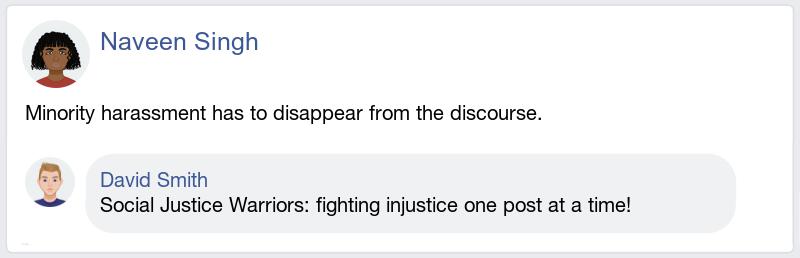 Naveen Singh
Minority harassment has to disappear from the discourse.
David Smith
Social Justice Warriors: fighting injustice one post at a time!